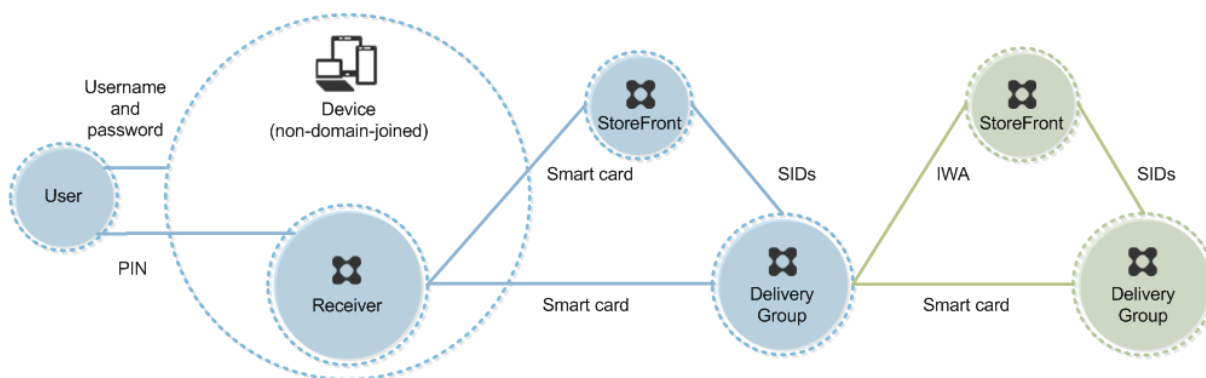 Username
and
password
User
PIN
Device
(non-domain-joined)
Receiver
StoreFront
Smart card
SIDs
Smart card
Delivery
Group
StoreFront
IWA
SIDs
Smart card
Delivery
Group